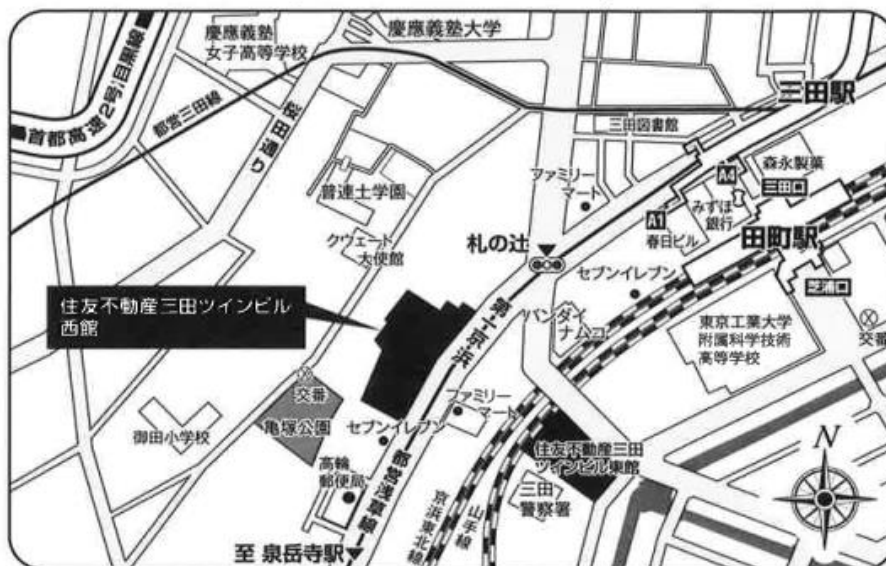 慶應義塾
女子高等学校
慶應義塾大学
首都高速2号:目黒線
都営三田線
桜田通り
三田図書館
三田駅
森永製菓
三田口
A4
みずほ
銀行
A1
春日ビル
田町駅
芝浦口
普連土学園
クウェート
大使館
ファミリー
マート
札の辻
セブンイレブン
バンダイ
ナムコ
東京工業大学
附属科学技術
高等学校
交番
住友不動産三田ツインビル
西館
第一京浜
交番
亀塚公園
御田小学校
セブンイレブン
ファミリー
マート
高輪
郵便局
都営浅草線
住友不動産三田
ツインビル東館
三田
警察署
山手線
京浜東北線
至 泉岳寺駅
N